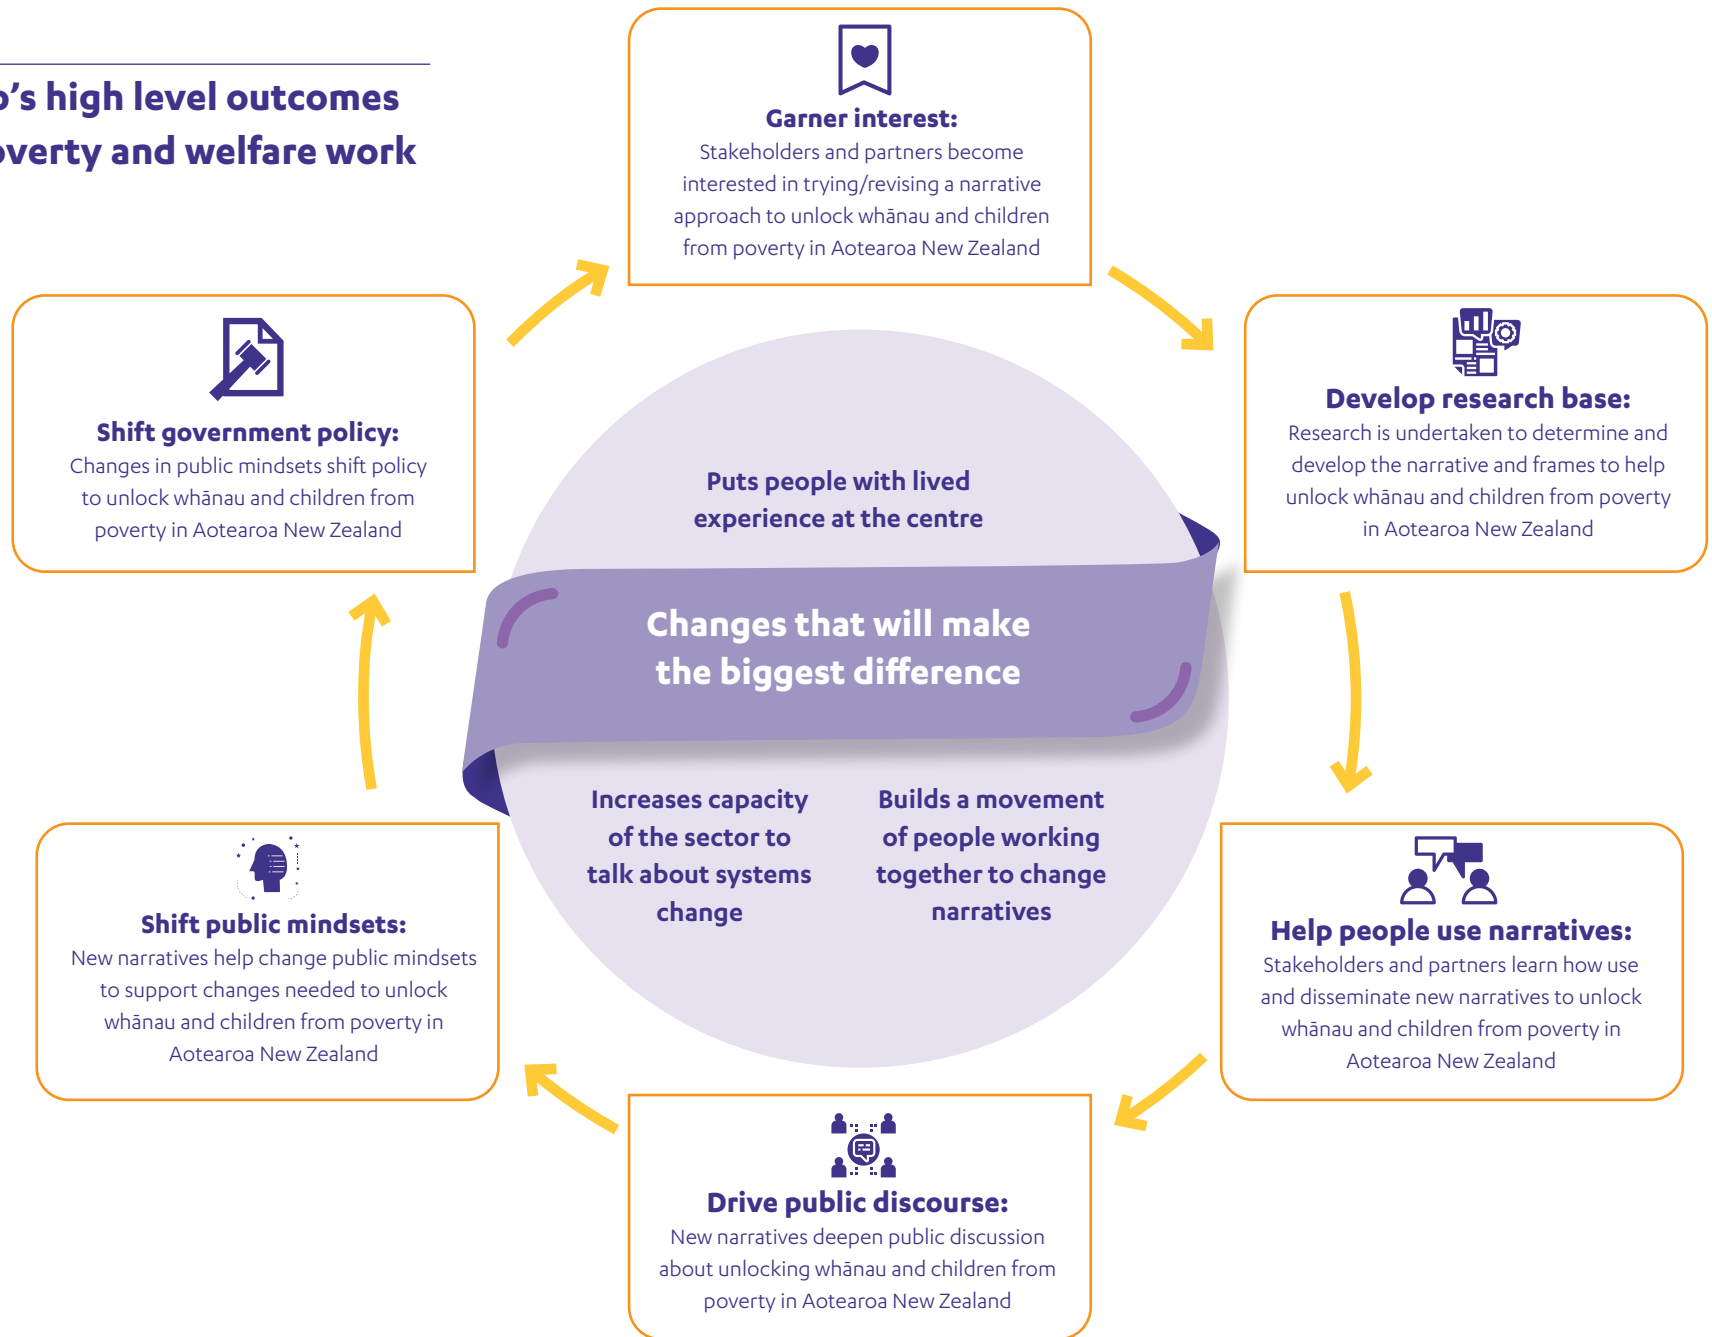 's high level outcomes
overty and welfare work
Garner interest:
Stakeholders and partners become
interested in trying/revising a narrative
approach to unlock whānau and children
from poverty in Aotearoa New Zealand
Develop research base:
Research is undertaken to determine and
develop the narrative and frames to help
unlock whānau and children from poverty
in Aotearoa New Zealand
Help people use narratives:
Stakeholders and partners learn how use
and disseminate new narratives to unlock
whānau and children from poverty in
Aotearoa New Zealand
Drive public discourse:
New narratives deepen public discussion
about unlocking whānau and children from
poverty in Aotearoa New Zealand
Shift public mindsets:
New narratives help change public mindsets
to support changes needed to unlock
whānau and children from poverty in
Aotearoa New Zealand
Shift government policy:
Changes in public mindsets shift policy
to unlock whānau and children from
poverty in Aotearoa New Zealand
Puts people with lived
experience at the centre
Changes that will make
the biggest difference
Increases capacity
of the sector to
talk about systems
change
Builds a movement
of people working
together to change
narratives